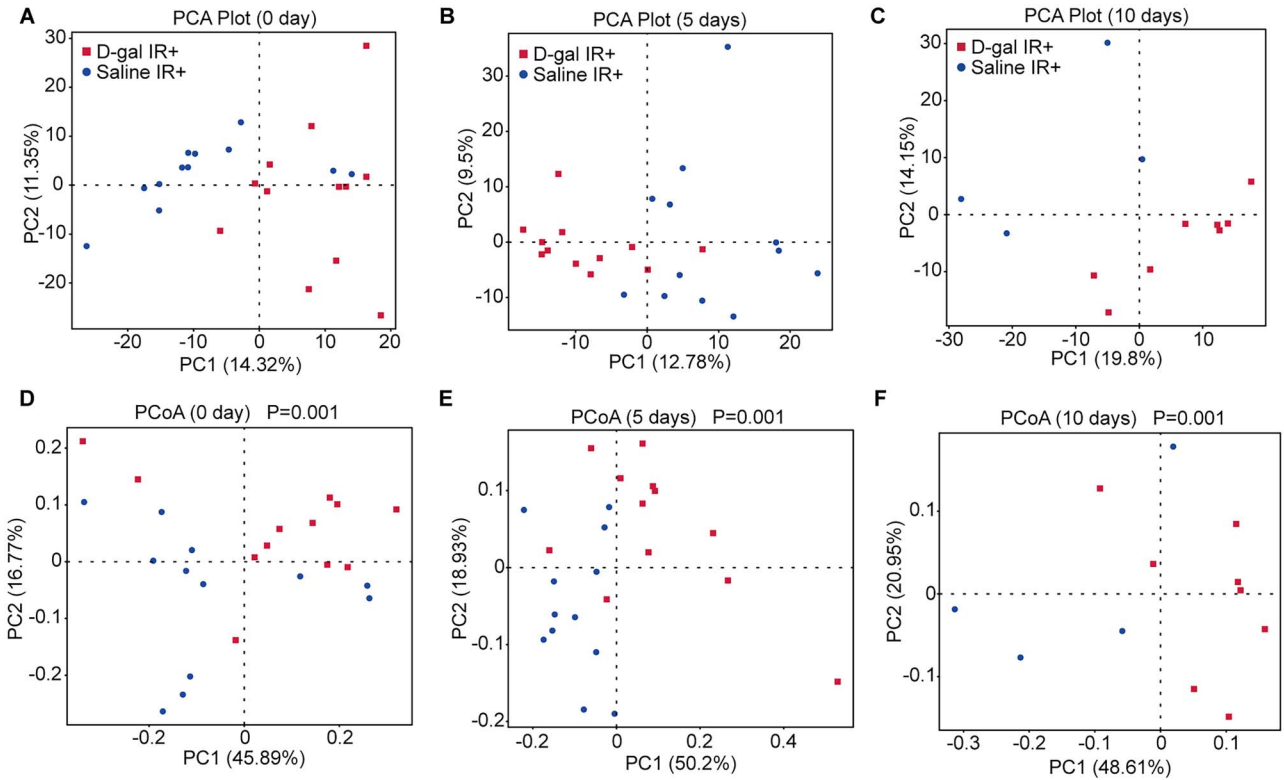 A
PCA Plot (0 day)
D-gal IR+
Saline IR+
PC2 (11.35%)
30
20
10
0
-10
-20
-20
-10
0
10
20
PC1 (14.32%)
B
PCA Plot (5 days)
D-gal IR+
Saline IR+
PC2 (9.5%)
30
20
10
0
-10
-10
0
10
20
PC1 (12.78%)
C
PCA Plot (10 days)
D-gal IR+
Saline IR+
PC2 (14.15%)
30
20
10
0
-10
-30
-20
-10
0
10
PC1 (19.8%)
D
PCoA (0 day) P=0.001
PC2 (16.77%)
0.2
0.1
0
-0.1
-0.2
-0.2
0
0.2
PC1 (45.89%)
E
PCoA (5 days) P=0.001
PC2 (18.93%)
0.1
0
-0.1
-0.2
-0.2
0
0.2
0.4
PC1 (50.2%)
F
PCoA (10 days) P=0.001
PC2 (20.95%)
0.1
0
-0.1
-0.3
-0.2
-0.1
0
0.1
PC1 (48.61%)